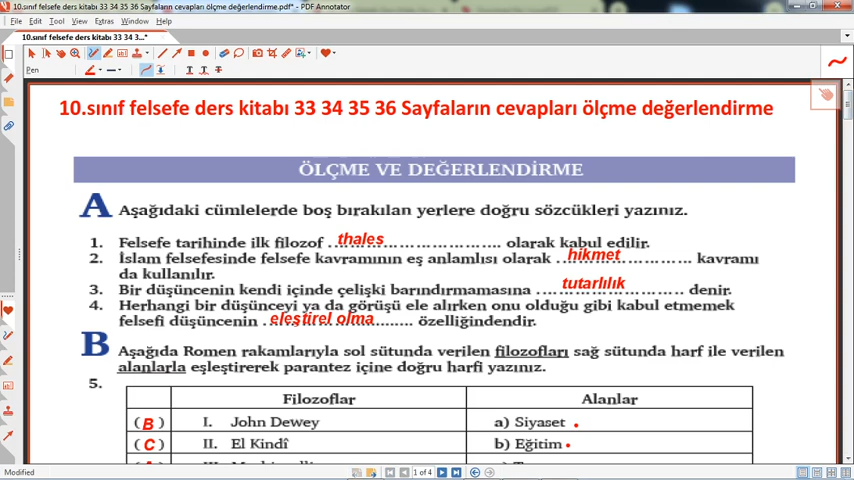 10.sınıf felsefe ders kitabı 33 34 35 36 Sayfaların cevapları ölçme değerlendirme.pdf* - PDF Annotator
File Edit Tool View Extras Window Help
10.sınıf felsefe ders kitabı 33 34 3...*
Pen
10.sınıf felsefe ders kitabı 33 34 35 36 Sayfaların cevapları ölçme değerlendirme
ÖLÇME VE DEĞERLENDİRME
A Aşağıdaki cümlelerde boş bırakılan yerlere doğru sözcükleri yazınız.
1. Felsefe tarihinde ilk filozof thales olarak kabul edilir.
2. İslam felsefesinde felsefe kavramının eş anlamlısı olarak hikmet kavramı
da kullanılır.
3. Bir düşüncenin kendi içinde çelişki barındırmamasına tutarlılık denir.
4. Herhangi bir düşünceyi ya da görüşü ele alırken onu olduğu gibi kabul etmemek
felsefi düşüncenin eleştirel olma özelliğindendir.
B Aşağıda Romen rakamlarıyla sol sütunda verilen filozofları sağ sütunda harf ile verilen
alanlarla eşleştirerek parantez içine doğru harfi yazınız.
5.
Filozoflar Alanlar
( B ) I. John Dewey a) Siyaset
( C ) II. El Kindî b) Eğitim
Modified 1 of 4